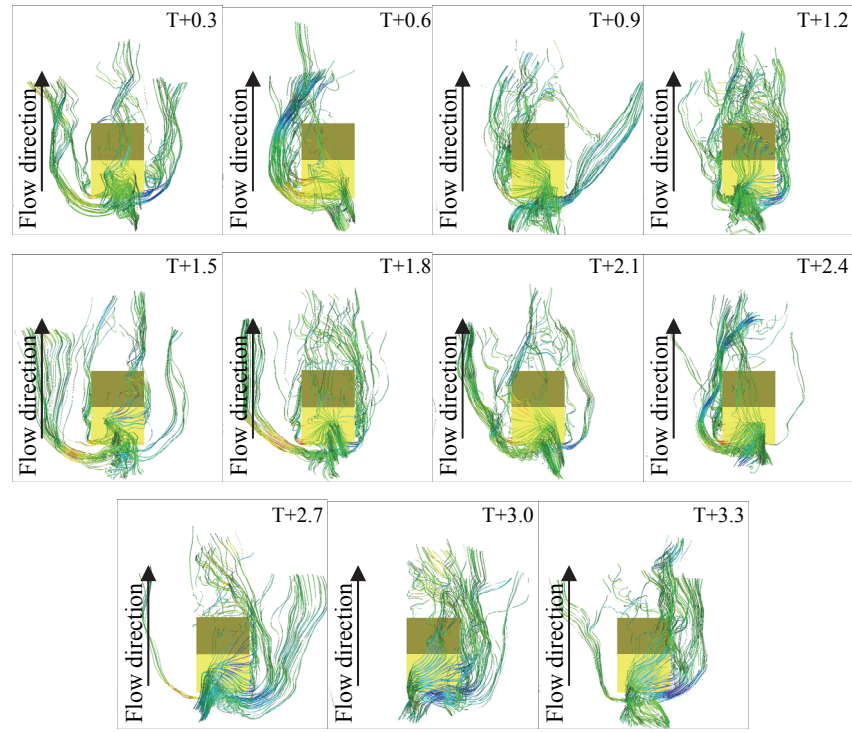 T+0.3
Flow direction
T+0.6
Flow direction
T+0.9
Flow direction
T+1.2
Flow direction
T+1.5
Flow direction
T+1.8
Flow direction
T+2.1
Flow direction
T+2.4
Flow direction
T+2.7
Flow direction
T+3.0
Flow direction
T+3.3
Flow direction